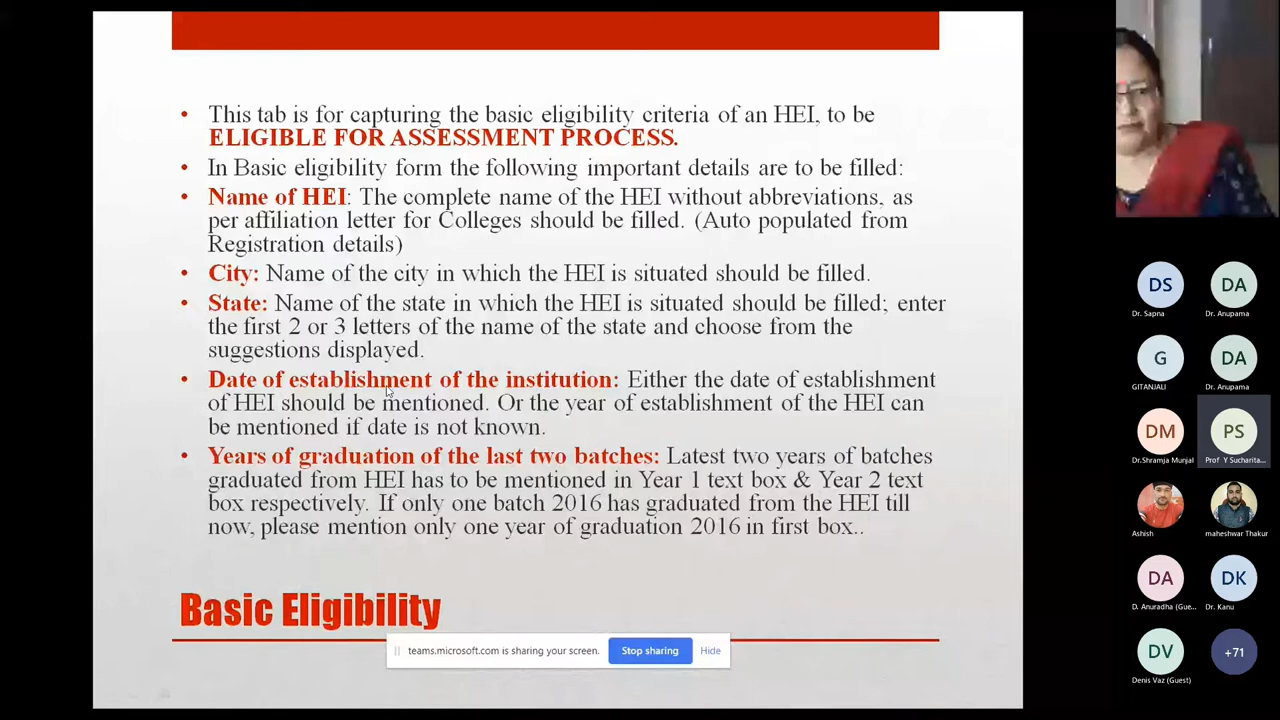 • This tab is for capturing the basic eligibility criteria of an HEI, to be
ELIGIBLE FOR ASSESSMENT PROCESS.
• In Basic eligibility form the following important details are to be filled:
• Name of HEI: The complete name of the HEI without abbreviations, as
per affiliation letter for Colleges should be filled. (Auto populated from
Registration details)
• City: Name of the city in which the HEI is situated should be filled.
• State: Name of the state in which the HEI is situated should be filled; enter
the first 2 or 3 letters of the name of the state and choose from the
suggestions displayed.
• Date of establishment of the institution: Either the date of establishment
of HEI should be mentioned. Or the year of establishment of the HEI can
be mentioned if date is not known.
• Years of graduation of the last two batches: Latest two years of batches
graduated from HEI has to be mentioned in Year 1 text box & Year 2 text
box respectively. If only one batch 2016 has graduated from the HEI till
now, please mention only one year of graduation 2016 in first box..
Basic Eligibility
teams.microsoft.com is sharing your screen. Stop sharing Hide
DS DA
Dr. Sapna Dr. Anupama
G DA
GITANJALI Dr. Anupama
DM PS
Dr.Shramja Munjal Prof Y Sucharita...
Ashish maheshwar Thakur
DA DK
D. Anuradha (Gue... Dr. Kanu
DV +71
Denis Vaz (Guest)